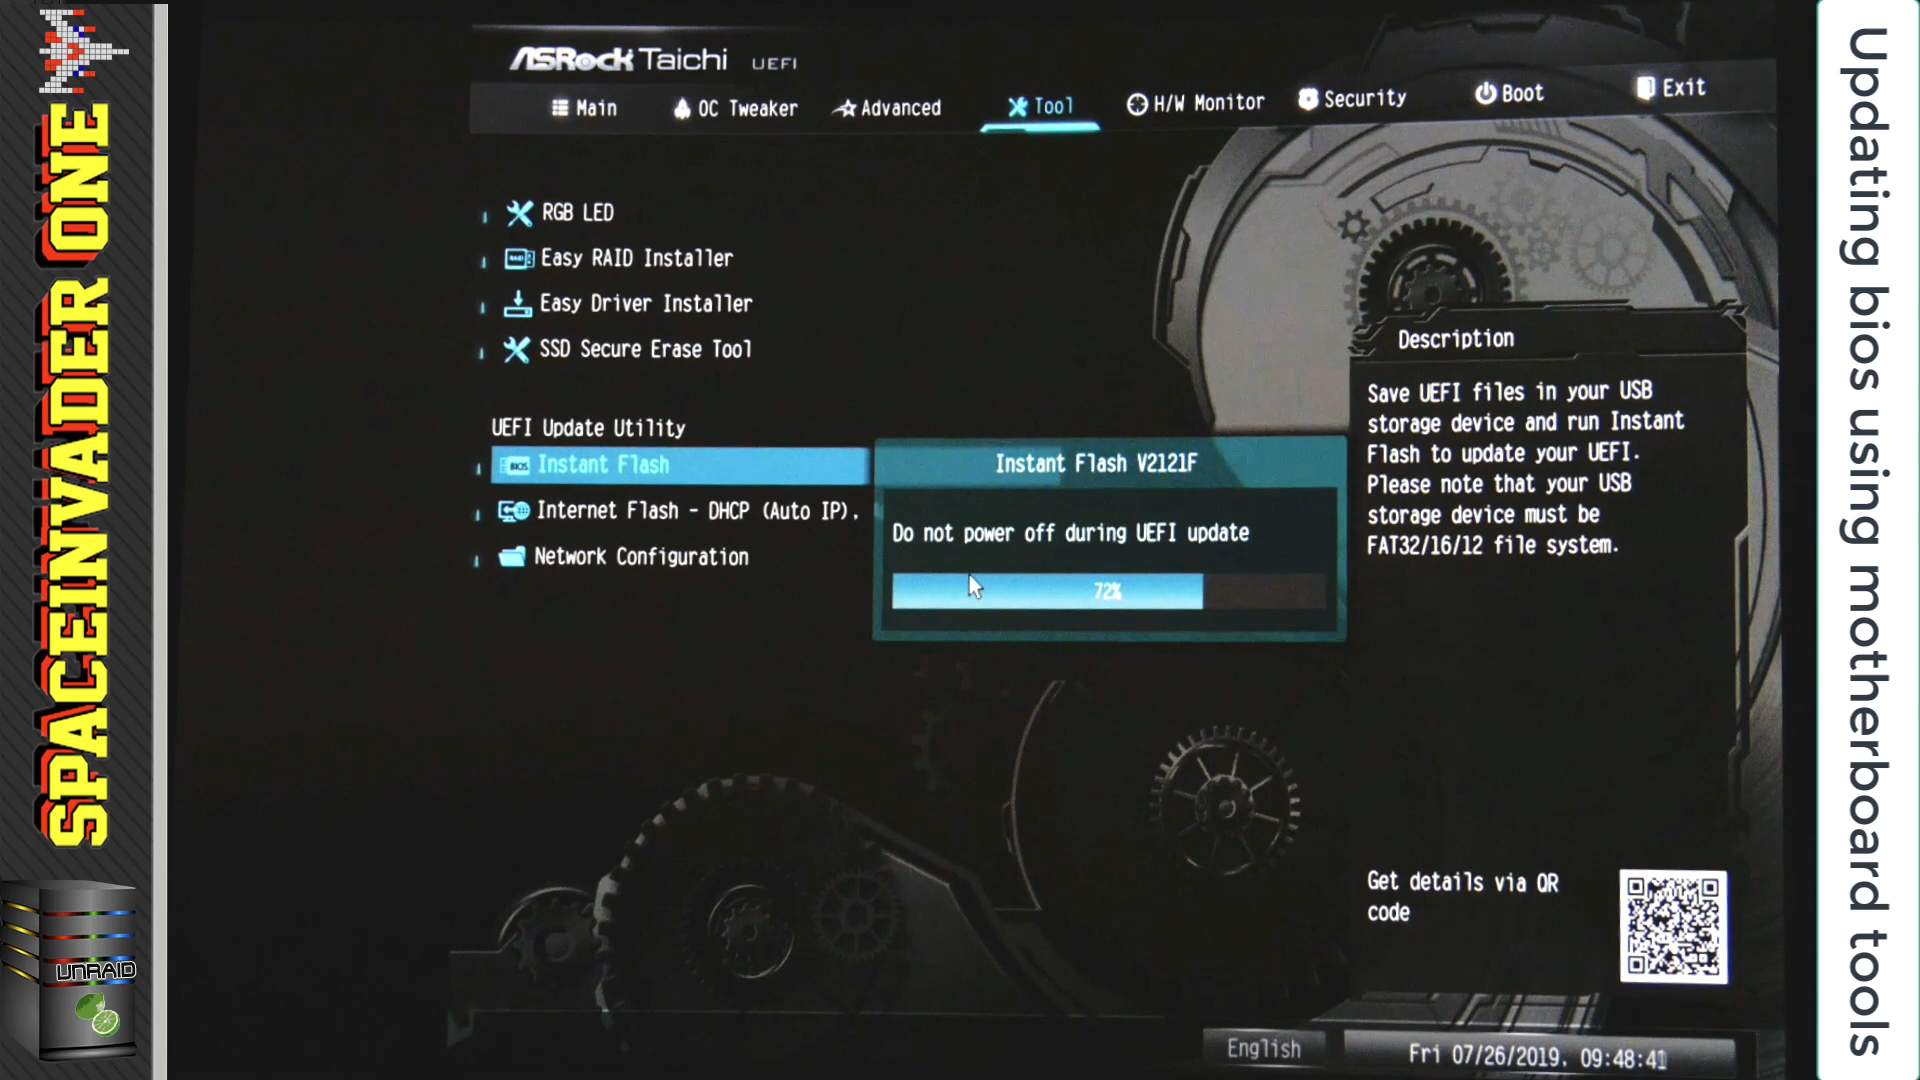 SPACEINVADER ONE
UNRAID
ASRock Taichi UEFI
Main
OC Tweaker
Advanced
Tool
H/W Monitor
Security
Boot
Exit
RGB LED
RAID
Easy RAID Installer
Easy Driver Installer
SSD Secure Erase Tool
UEFI Update Utility
BIOS
Instant Flash
Internet Flash - DHCP (Auto IP).
Network Configuration
Instant Flash V2121F
Do not power off during UEFI update
72%
Description
Save UEFI files in your USB
storage device and run Instant
Flash to update your UEFI.
Please note that your USB
storage device must be
FAT32/16/12 file system.
Get details via QR
code
English
Fri 07/26/2019. 09:48:41
Updating bios using motherboard tools